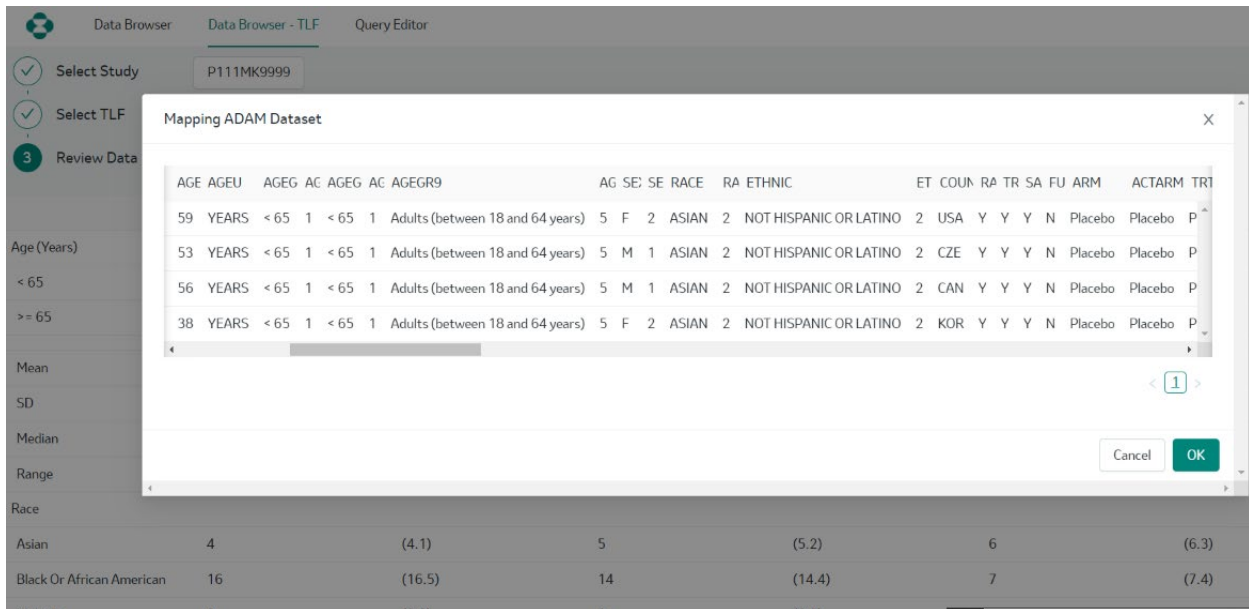 Data Browser Data Browser - TLF Query Editor
Select Study P111MK9999
Select TLF
3 Review Data
Mapping ADAM Dataset X
AGE AGEU AGEG AC AGEG AC AGEGR9 AG SE SE RACE RA ETHNIC ET COUN RA TR SA FU ARM ACTARM TRT
59 YEARS < 65 1 < 65 1 Adults (between 18 and 64 years) 5 F 2 ASIAN 2 NOT HISPANIC OR LATINO 2 USA Y Y Y N Placebo Placebo P
Age (Years)
53 YEARS < 65 1 < 65 1 Adults (between 18 and 64 years) 5 M 1 ASIAN 2 NOT HISPANIC OR LATINO 2 CZE Y Y Y N Placebo Placebo P
< 65
56 YEARS < 65 1 < 65 1 Adults (between 18 and 64 years) 5 M 1 ASIAN 2 NOT HISPANIC OR LATINO 2 CAN Y Y Y N Placebo Placebo P
>= 65
38 YEARS < 65 1 < 65 1 Adults (between 18 and 64 years) 5 F 2 ASIAN 2 NOT HISPANIC OR LATINO 2 KOR Y Y Y N Placebo Placebo P
Mean
< 1 >
SD
Median
Cancel OK
Range
Race
Asian 4 (4.1) 5 (5.2) 6 (6.3)
Black Or African American 16 (16.5) 14 (14.4) 7 (7.4)